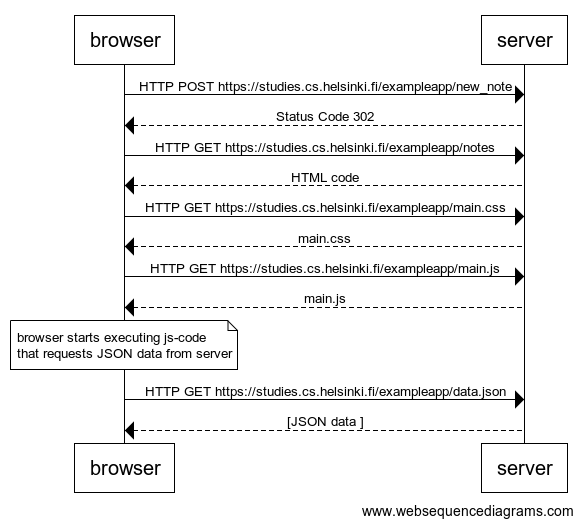 browser server
HTTP POST https://studies.cs.helsinki.fi/exampleapp/new_note
Status Code 302
HTTP GET https://studies.cs.helsinki.fi/exampleapp/notes
HTML code
HTTP GET https://studies.cs.helsinki.fi/exampleapp/main.css
main.css
HTTP GET https://studies.cs.helsinki.fi/exampleapp/main.js
main.js
browser starts executing js-code
that requests JSON data from server
HTTP GET https://studies.cs.helsinki.fi/exampleapp/data.json
[JSON data ]
browser server
www.websequencediagrams.com